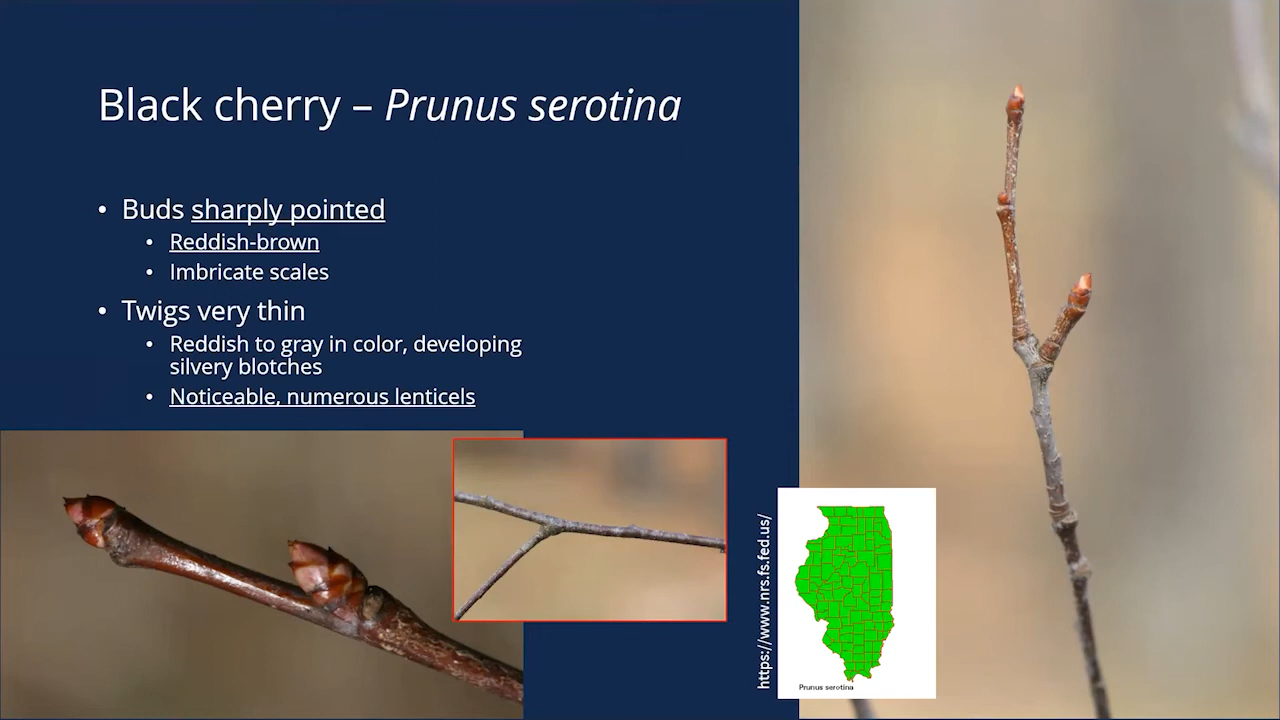 Black cherry – Prunus serotina
• Buds sharply pointed
• Reddish-brown
• Imbricate scales
• Twigs very thin
• Reddish to gray in color, developing
silvery blotches
• Noticeable, numerous lenticels
https://www.nrs.fs.fed.us/
Prunus serotina